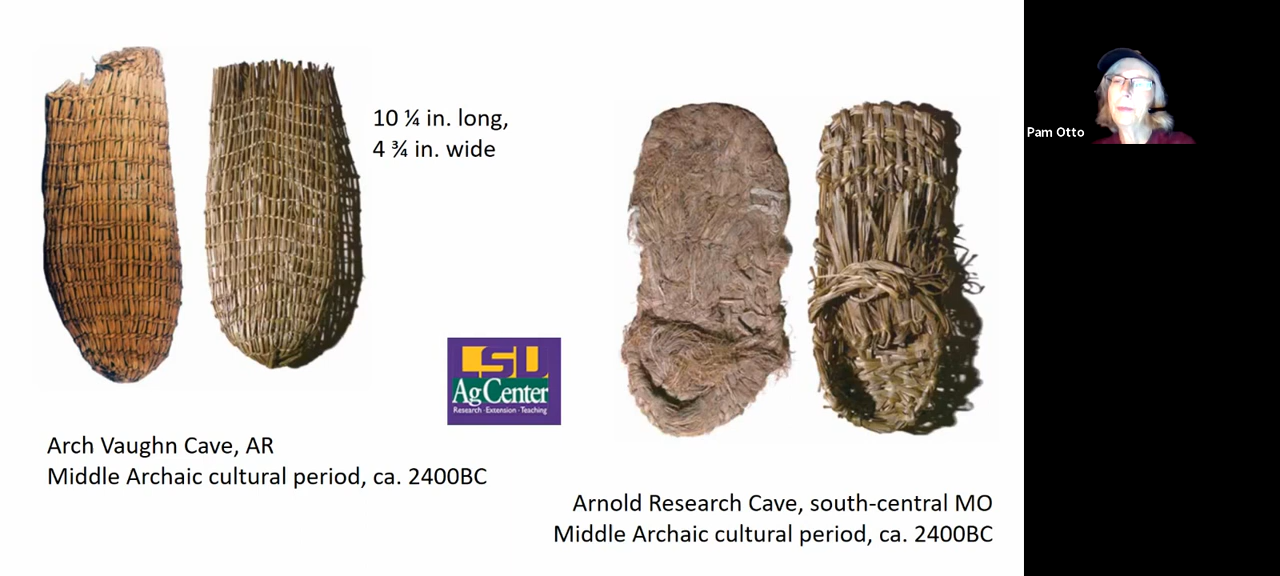 10 ¼ in. long,
4 ¾ in. wide
Pam Otto
LSU
AgCenter
Research · Extension · Teaching
Arch Vaughn Cave, AR
Middle Archaic cultural period, ca. 2400BC
Arnold Research Cave, south-central MO
Middle Archaic cultural period, ca. 2400BC